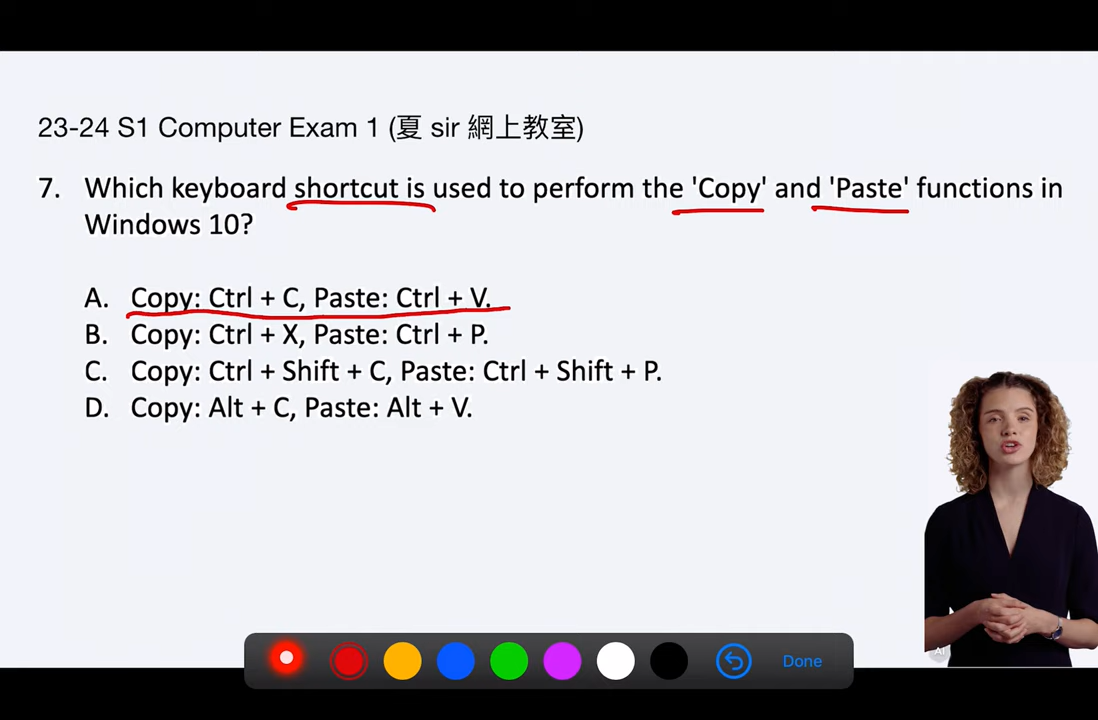 23-24 S1 Computer Exam 1 (夏 sir 網上教室)
7. Which keyboard shortcut is used to perform the 'Copy' and 'Paste' functions in
Windows 10?
A. Copy: Ctrl + C, Paste: Ctrl + V.
B. Copy: Ctrl + X, Paste: Ctrl + P.
C. Copy: Ctrl + Shift + C, Paste: Ctrl + Shift + P.
D. Copy: Alt + C, Paste: Alt + V.
AI
Done